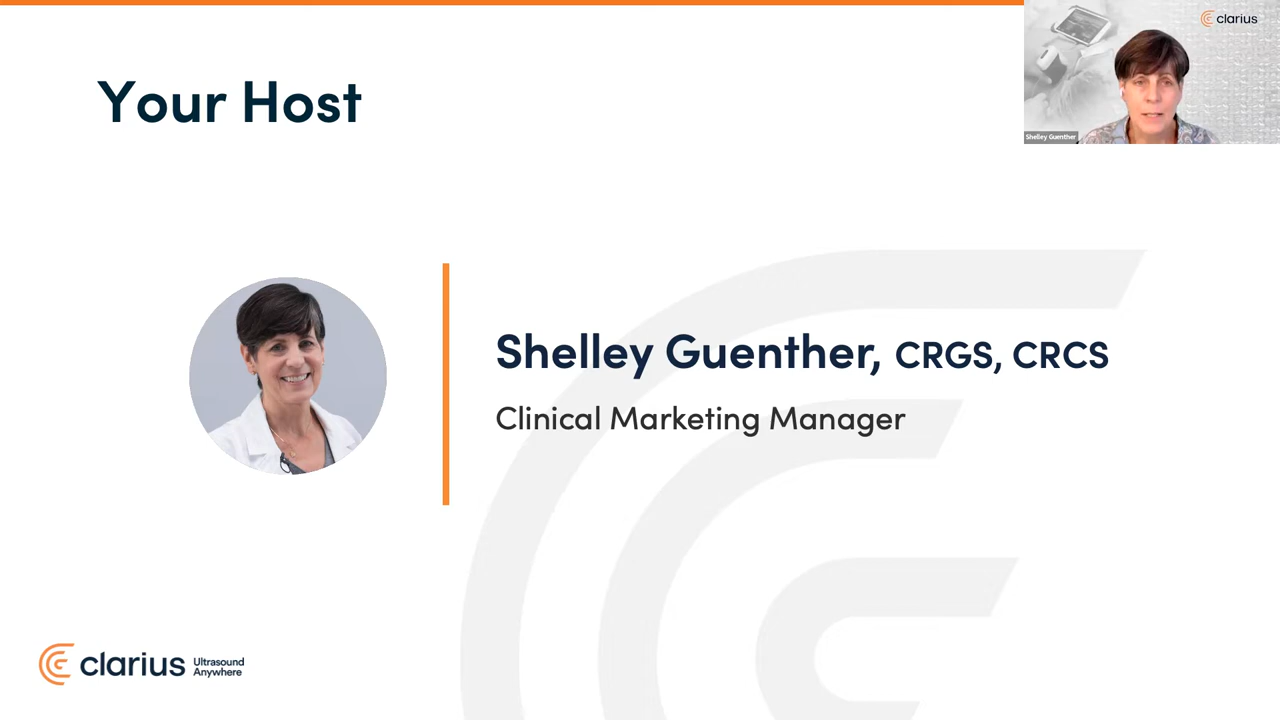 Your Host
clarius
Shelley Guenther
Shelley Guenther, CRGS, CRCS
Clinical Marketing Manager
clarius Ultrasound
Anywhere